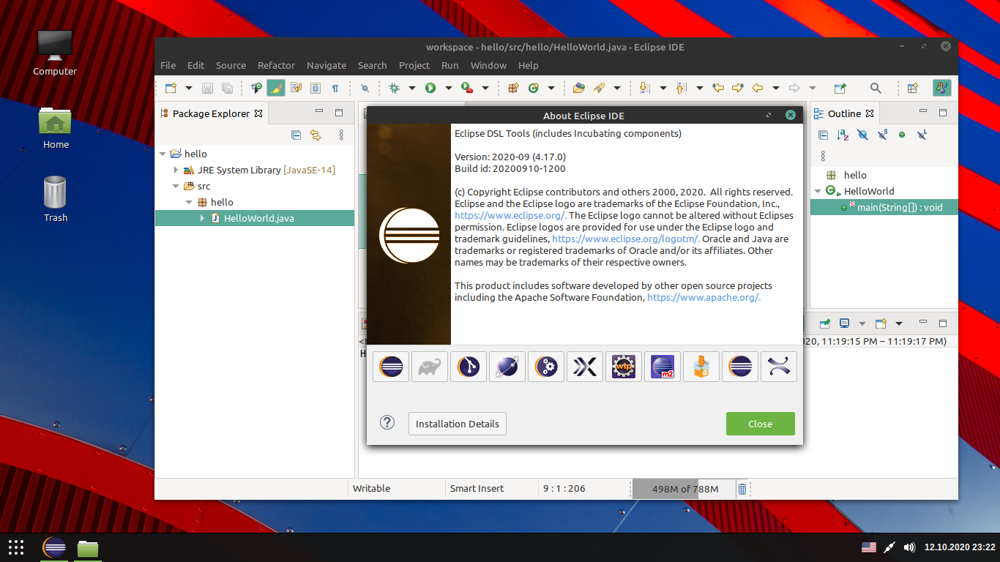 Computer
Home
Trash
workspace - hello/src/hello/HelloWorld.java - Eclipse IDE
File Edit Source Refactor Navigate Search Project Run Window Help
Package Explorer
hello
JRE System Library [JavaSE-14]
src
hello
HelloWorld.java
About Eclipse IDE
Eclipse DSL Tools (includes Incubating components)
Version: 2020-09 (4.17.0)
Build id: 20200910-1200
(c) Copyright Eclipse contributors and others 2000, 2020.  All rights reserved.
Eclipse and the Eclipse logo are trademarks of the Eclipse Foundation, Inc.,
https://www.eclipse.org/. The Eclipse logo cannot be altered without Eclipses
permission. Eclipse logos are provided for use under the Eclipse logo and
trademark guidelines, https://www.eclipse.org/logotm/. Oracle and Java are
trademarks or registered trademarks of Oracle and/or its affiliates. Other
names may be trademarks of their respective owners.
This product includes software developed by other open source projects
including the Apache Software Foundation, https://www.apache.org/.
wtp
m2
Installation Details
Close
Outline
hello
HelloWorld
main(String[]) : void
020, 11:19:15 PM – 11:19:17 PM)
Writable
Smart Insert
9 : 1 : 206
498M of 788M
12.10.2020 23:22